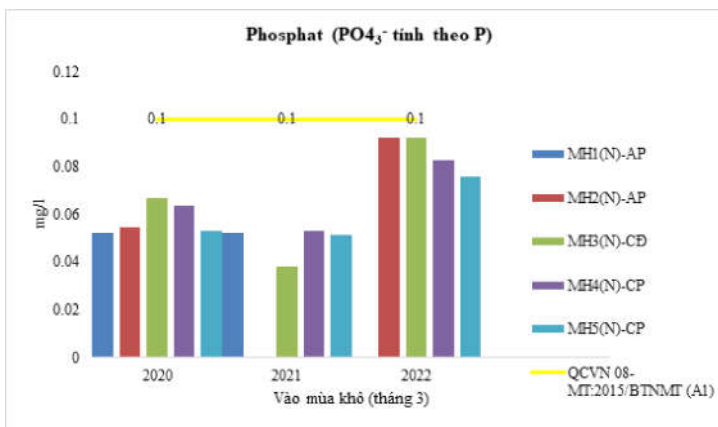 Phosphat (PO4₃⁻ tính theo P)
0.12
0.1
0.08
0.06
0.04
0.02
0
mg/l
0.1
0.1
0.1
2020
2021
2022
Vào mùa khô (tháng 3)
MH1(N)-AP
MH2(N)-AP
MH3(N)-CĐ
MH4(N)-CP
MH5(N)-CP
QCVN 08-
MT:2015/BTNMT (A1)